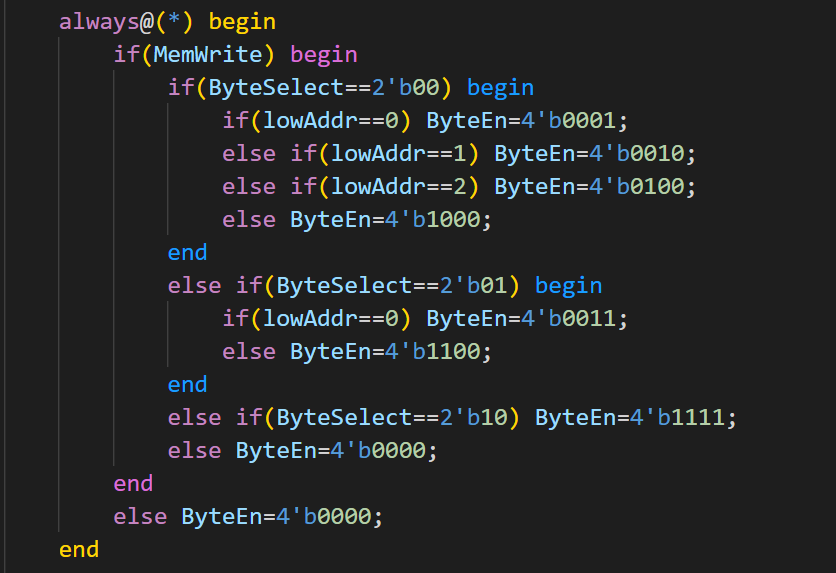 always@(*) begin
    if(MemWrite) begin
        if(ByteSelect==2'b00) begin
            if(lowAddr==0) ByteEn=4'b0001;
            else if(lowAddr==1) ByteEn=4'b0010;
            else if(lowAddr==2) ByteEn=4'b0100;
            else ByteEn=4'b1000;
        end
        else if(ByteSelect==2'b01) begin
            if(lowAddr==0) ByteEn=4'b0011;
            else ByteEn=4'b1100;
        end
        else if(ByteSelect==2'b10) ByteEn=4'b1111;
        else ByteEn=4'b0000;
    end
    else ByteEn=4'b0000;
end